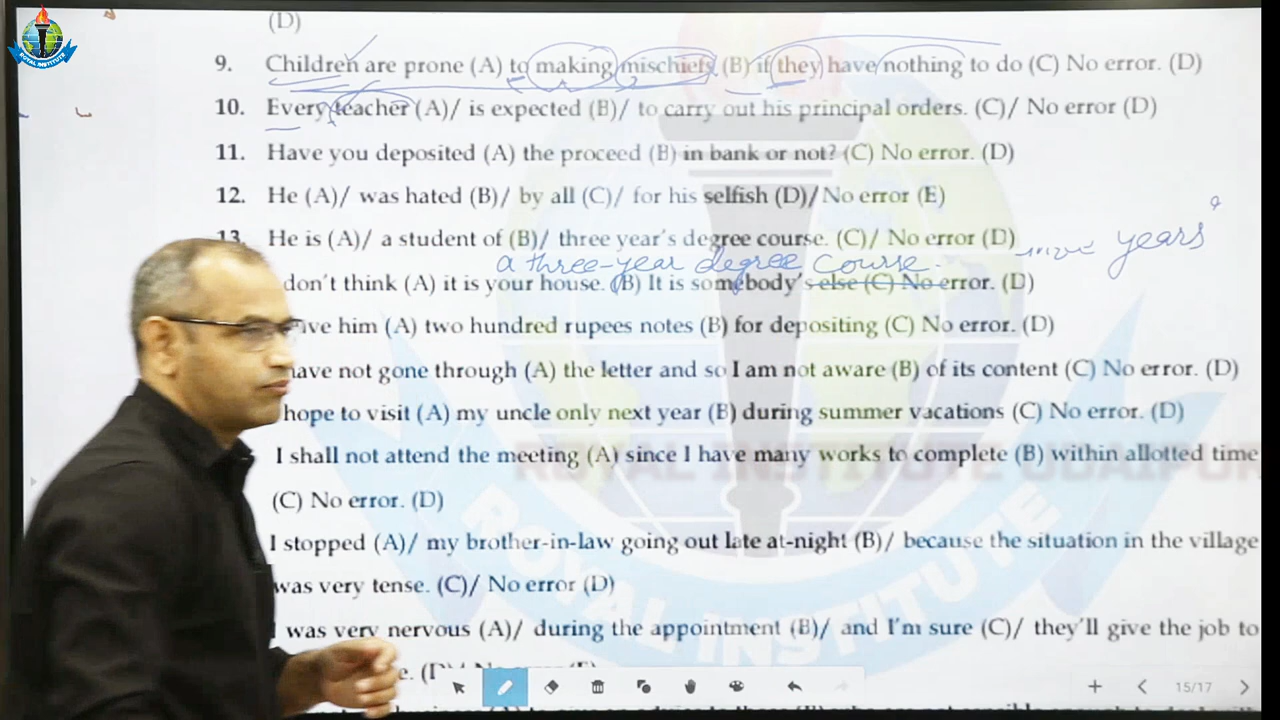 (D)
ROYAL INSTITUTE
9. Children are prone (A) to making mischiefs (B) if they have nothing to do (C) No error. (D)
10. Every teacher (A)/ is expected (B)/ to carry out his principal orders. (C)/ No error (D)
11. Have you deposited (A) the proceed (B) in bank or not? (C) No error. (D)
12. He (A)/ was hated (B)/ by all (C)/ for his selfish (D)/ No error (E)
13. He is (A)/ a student of (B)/ three year's degree course. (C)/ No error (D)
years
a three-year degree course.
don't think (A) it is your house. (B) It is somebody's else (C) No error. (D)
ave him (A) two hundred rupees notes (B) for depositing (C) No error. (D)
have not gone through (A) the letter and so I am not aware (B) of its content (C) No error. (D)
hope to visit (A) my uncle only next year (B) during summer vacations (C) No error. (D)
I shall not attend the meeting (A) since I have many works to complete (B) within allotted time
(C) No error. (D)
I stopped (A)/ my brother-in-law going out late at-night (B)/ because the situation in the village
was very tense. (C)/ No error (D)
I was very nervous (A)/ during the appointment (B)/ and I'm sure (C)/ they'll give the job to
15/17
ROYAL INSTITUTE UDAIPUR
ROYAL INSTITUTE